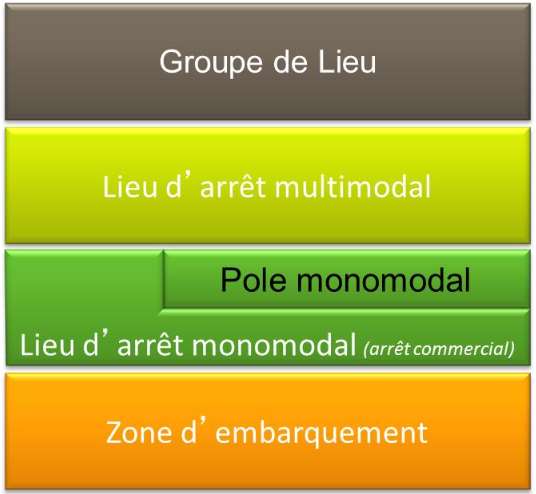 Groupe de Lieu
Lieu d’ arrêt multimodal
Pole monomodal
Lieu d’ arrêt monomodal (arrêt commercial)
Zone d’ embarquement